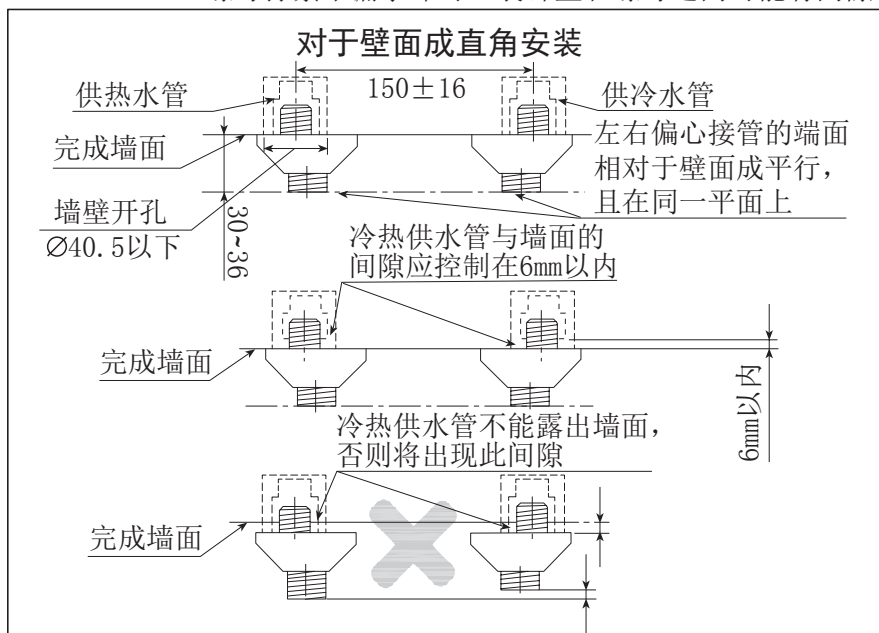 对于壁面成直角安装
150±16
供热水管
供冷水管
完成墙面
左右偏心接管的端面
相对于壁面成平行，
且在同一平面上
墙壁开孔
Ø40.5以下
30~36
冷热供水管与墙面的
间隙应控制在6mm以内
完成墙面
6mm以内
冷热供水管不能露出墙面，
否则将出现此间隙
完成墙面